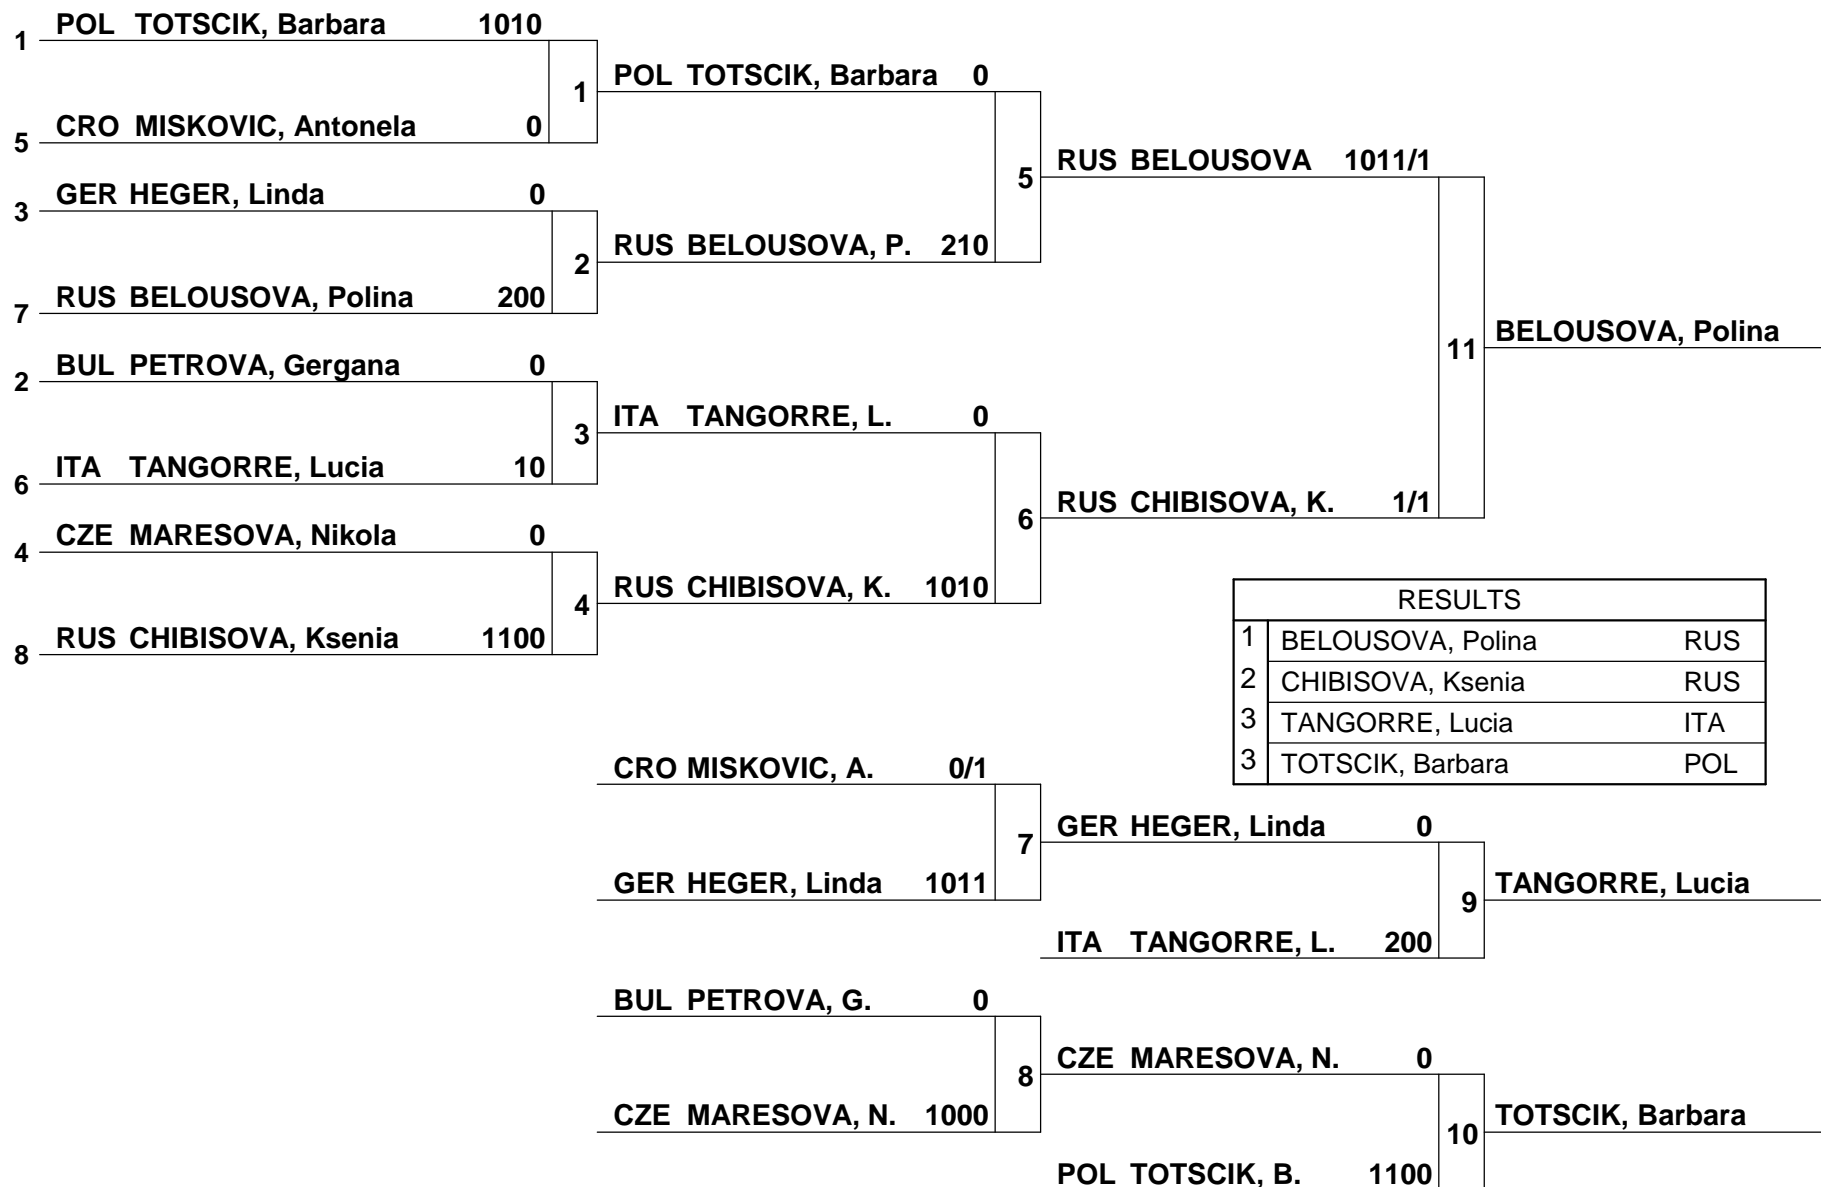 POL TOTSCIK, Barbara 1010
1
POL TOTSCIK, Barbara 0
1
CRO MISKOVIC, Antonela 0
5
RUS BELOUSOVA 1011/1
5
GER HEGER, Linda 0
3
RUS BELOUSOVA, P. 210
2
RUS BELOUSOVA, Polina 200
7
BELOUSOVA, Polina
11
BUL PETROVA, Gergana 0
2
ITA TANGORRE, L. 0
3
ITA TANGORRE, Lucia 10
6
RUS CHIBISOVA, K. 1/1
6
CZE MARESOVA, Nikola 0
4
RUS CHIBISOVA, K. 1010
4
RUS CHIBISOVA, Ksenia 1100
8
RESULTS
1 BELOUSOVA, Polina RUS
2 CHIBISOVA, Ksenia RUS
3 TANGORRE, Lucia ITA
3 TOTSCIK, Barbara POL
CRO MISKOVIC, A. 0/1
GER HEGER, Linda 0
7
GER HEGER, Linda 1011
TANGORRE, Lucia
9
ITA TANGORRE, L. 200
BUL PETROVA, G. 0
CZE MARESOVA, N. 0
8
CZE MARESOVA, N. 1000
TOTSCIK, Barbara
10
POL TOTSCIK, B. 1100